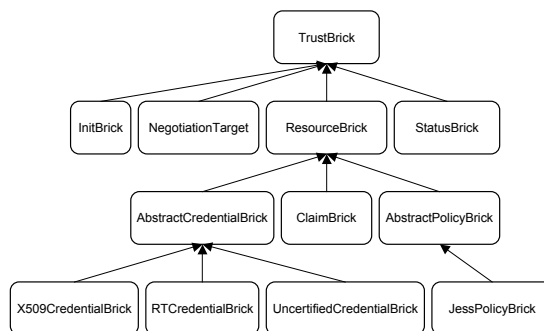 TrustBrick
InitBrick
NegotiationTarget
ResourceBrick
StatusBrick
AbstractCredentialBrick
ClaimBrick
AbstractPolicyBrick
X509CredentialBrick
RTCredentialBrick
UncertifiedCredentialBrick
JessPolicyBrick